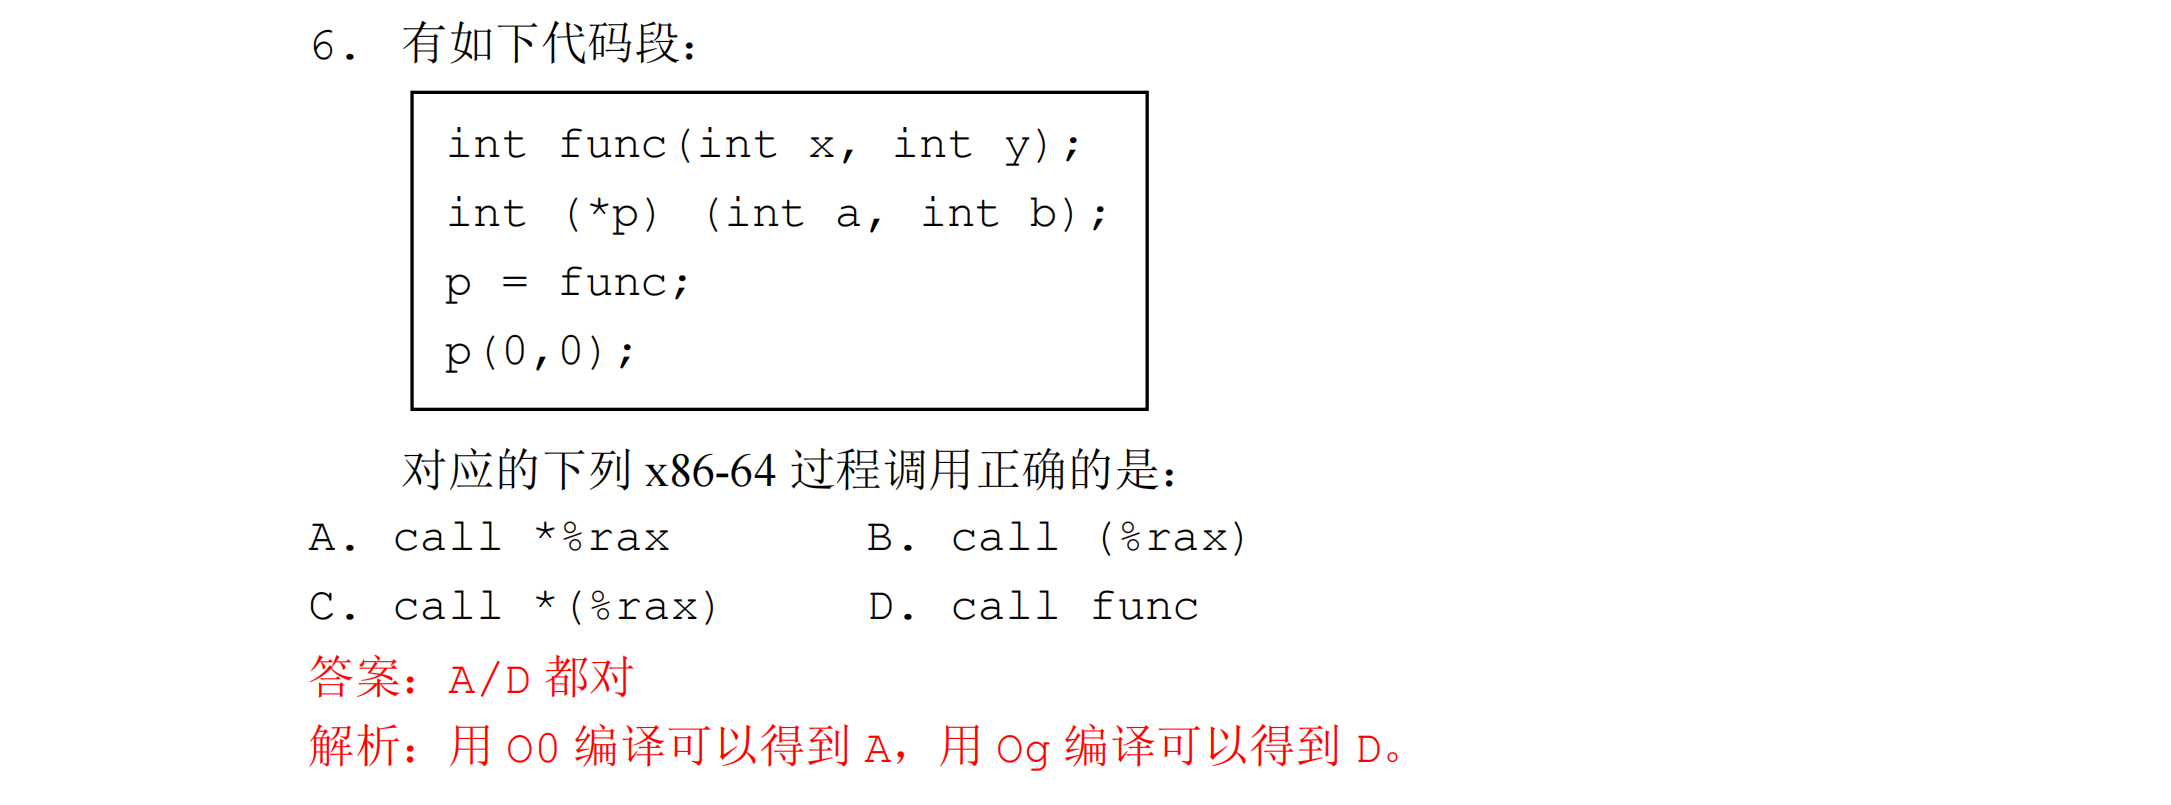 6. 有如下代码段：
int func(int x, int y);
int (*p) (int a, int b);
p = func;
p(0,0);
对应的下列 x86-64 过程调用正确的是：
A. call *%rax B. call (%rax)
C. call *(%rax) D. call func
答案：A/D 都对
解析：用 O0 编译可以得到 A，用 Og 编译可以得到 D。